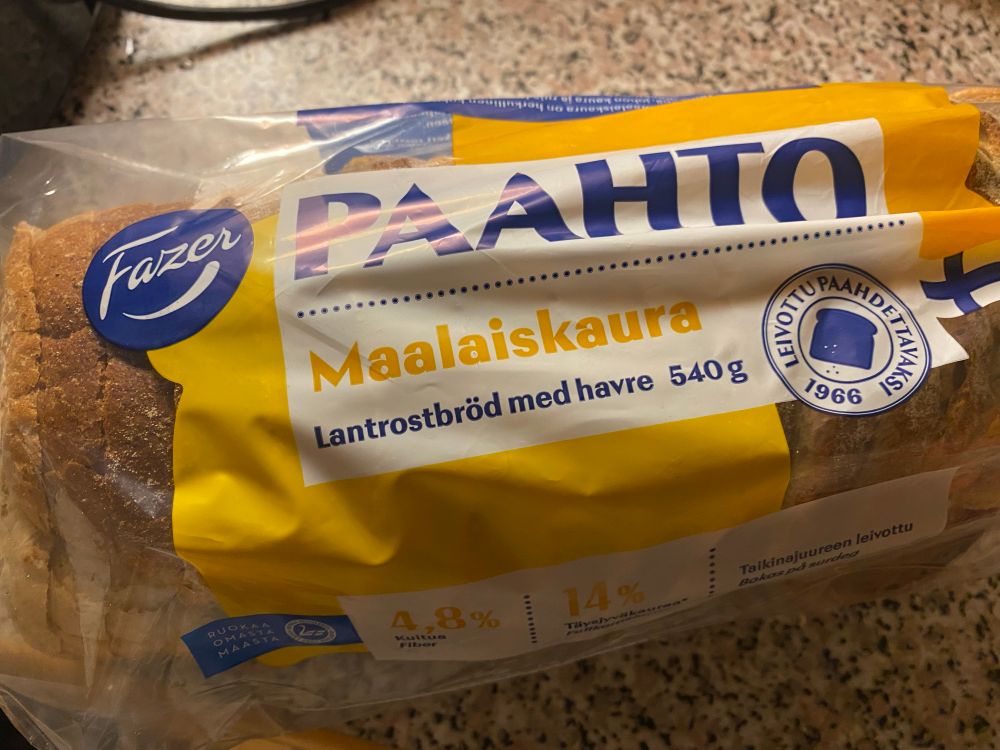 Fazer
PAAHTO
Maalaiskaura
Lantrostbröd med havre 540 g
LEIVOTTU PAAHDETTAVAKSI
1966
4,8%
Kuitua
Fiber
14%
Täysjyväkauraa*
Taikinajuureen leivottu
Bakas på surdeg
RUOKAA
OMASTA
MAASTA